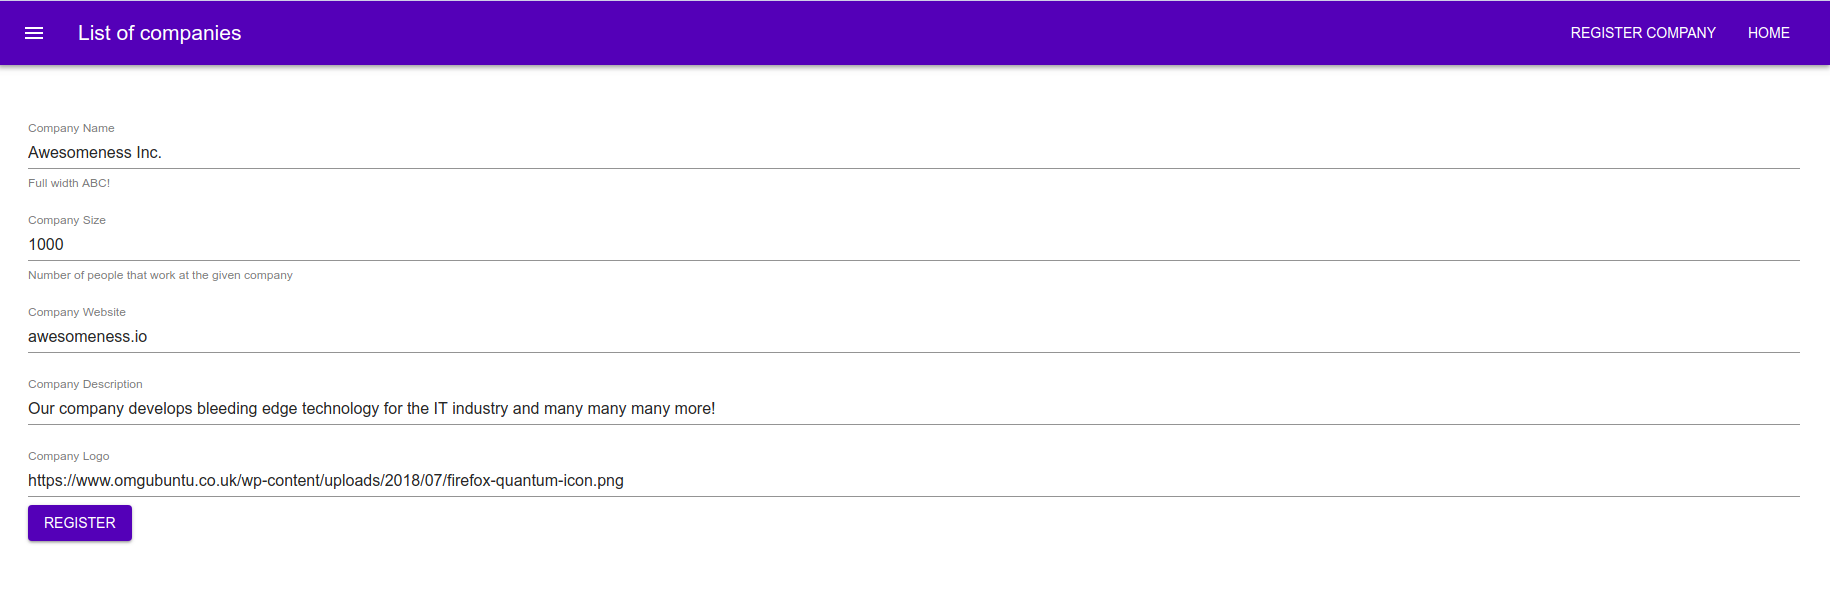 List of companies
REGISTER COMPANY
HOME
Company Name
Awesomeness Inc.
Full width ABC!
Company Size
1000
Number of people that work at the given company
Company Website
awesomeness.io
Company Description
Our company develops bleeding edge technology for the IT industry and many many many more!
Company Logo
https://www.omgubuntu.co.uk/wp-content/uploads/2018/07/firefox-quantum-icon.png
REGISTER